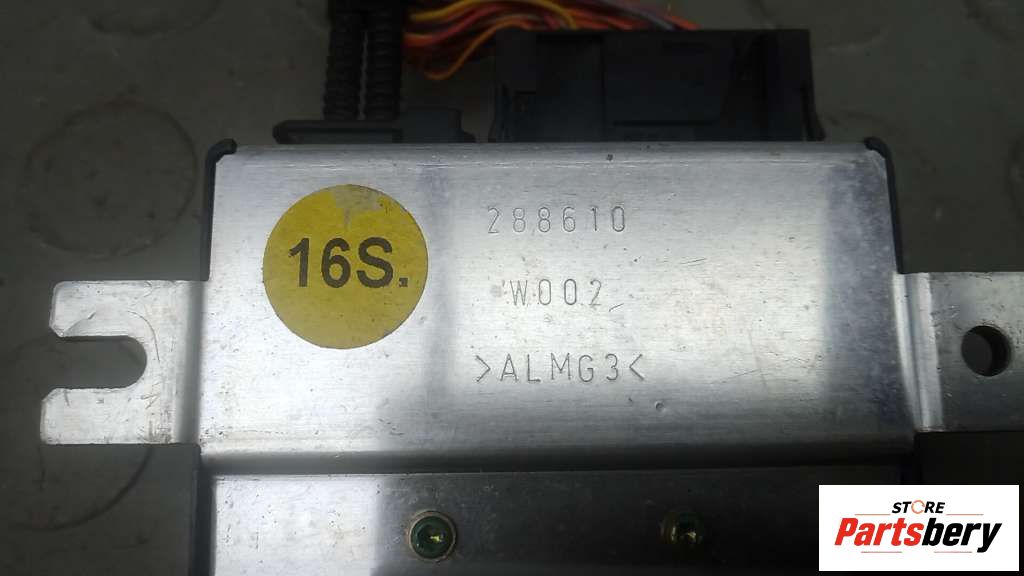 16S.
288610
W002
>ALMG3<
STORE
Partsbery